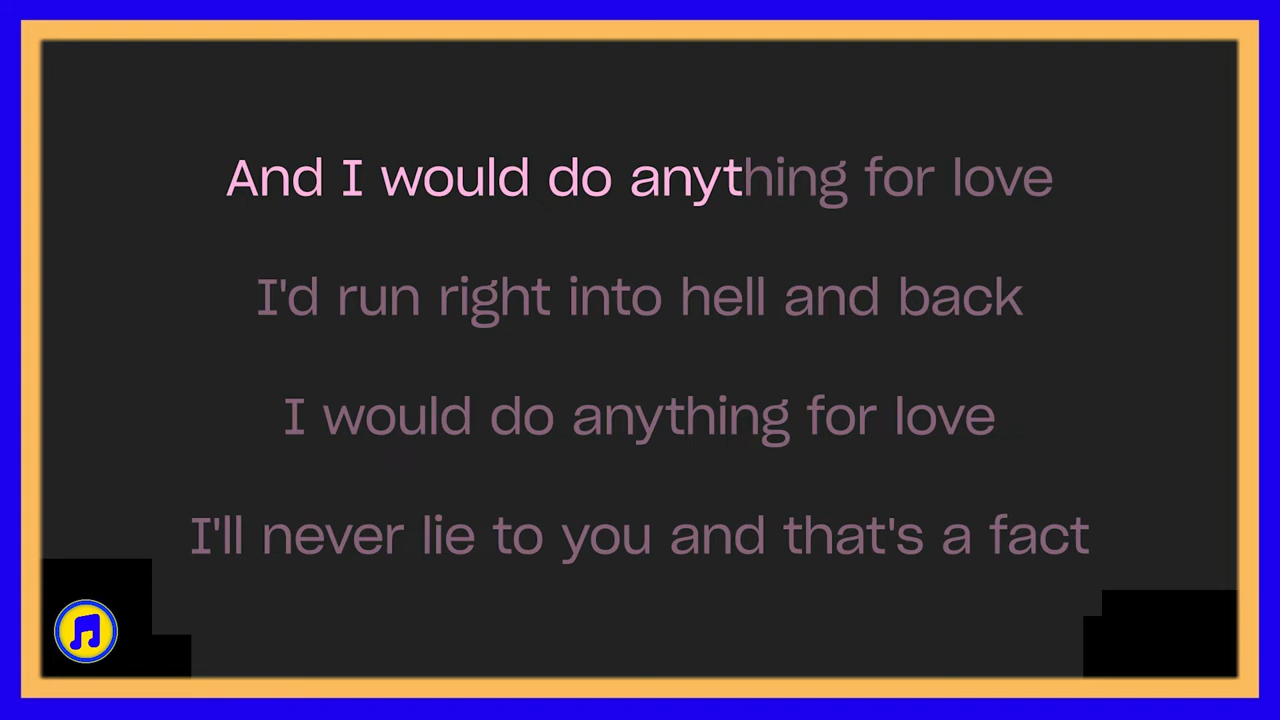 And I would do anything for love
I'd run right into hell and back
I would do anything for love
I'll never lie to you and that's a fact